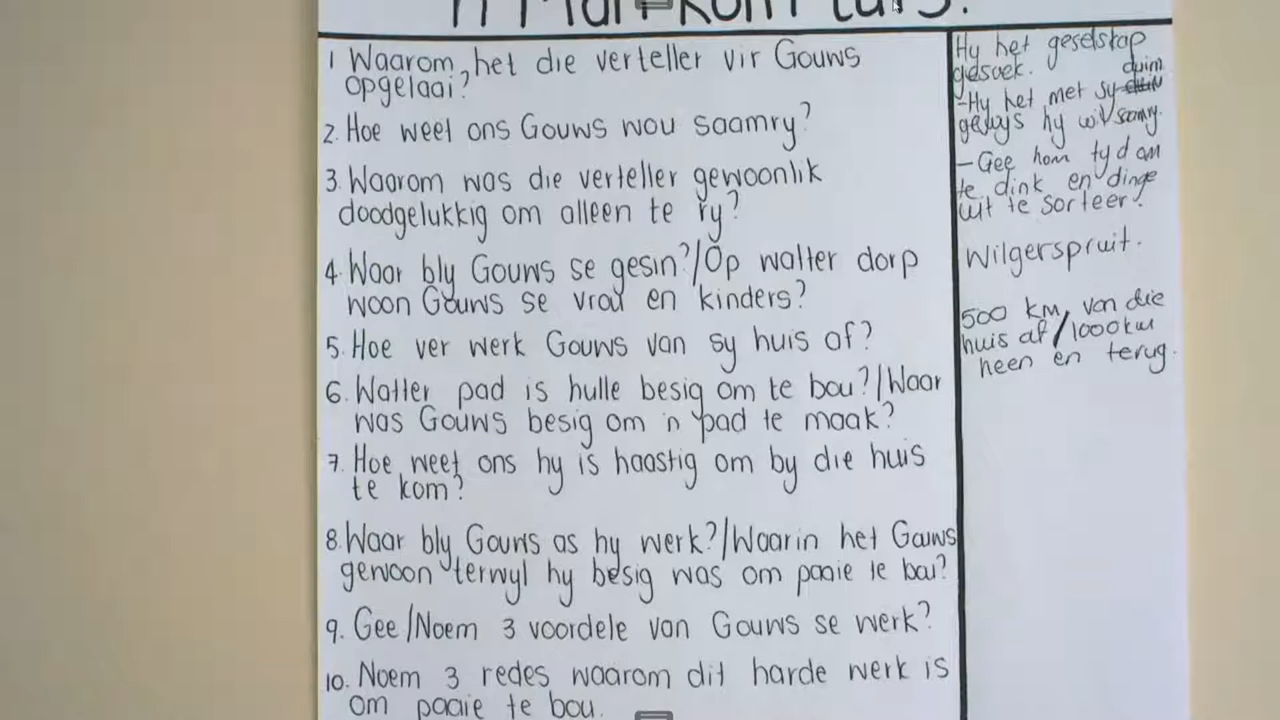 'n Man kom tuis.
1 Waarom het die verteller vir Gouws
opgelaai?
2. Hoe weet ons Gouws wou saamry?
3. Waarom was die verteller gewoonlik
doodgelukkig om alleen te ry?
4. Waar bly Gouws se gesin?/Op watter dorp
woon Gouws se vrou en kinders?
5. Hoe ver werk Gouws van sy huis af?
6. Watter pad is hulle besig om te bou?/Waar
was Gouws besig om 'n pad te maak?
7. Hoe weet ons hy is haastig om by die huis
te kom?
8. Waar bly Gouws as hy werk?/Waarin het Gouws
gewoon terwyl hy besig was om paaie te bou?
9. Gee/Noem 3 voordele van Gouws se werk?
10. Noem 3 redes waarom dit harde werk is
om paaie te bou.
Hy het geselskap
gesoek.
duim
-Hy het met sy
gewys hy wil saamry.
- Gee hom tyd om
te dink en dinge
uit te sorteer.
Wilgerspruit.
500 km van die
huis af/1000km
heen en terug.